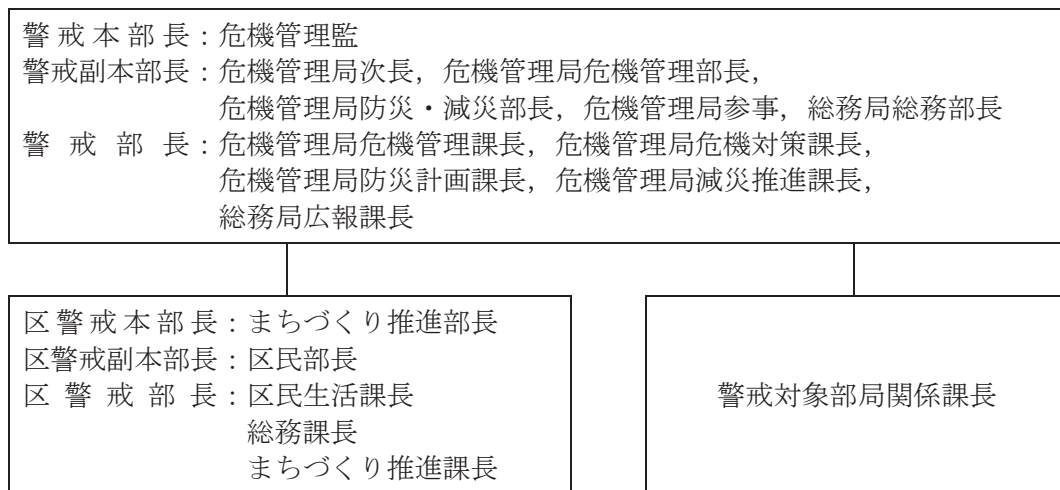 警戒本部長：危機管理監
警戒副本部長：危機管理局次長，危機管理局危機管理部長，
危機管理局防災・減災部長，危機管理局参事，総務局総務部長
警戒部長：危機管理局危機管理課長，危機管理局危機対策課長，
危機管理局防災計画課長，危機管理局減災推進課長，
総務局広報課長
区警戒本部長：まちづくり推進部長
区警戒副本部長：区民部長
区警戒部長：区民生活課長
総務課長
まちづくり推進課長
警戒対象部局関係課長